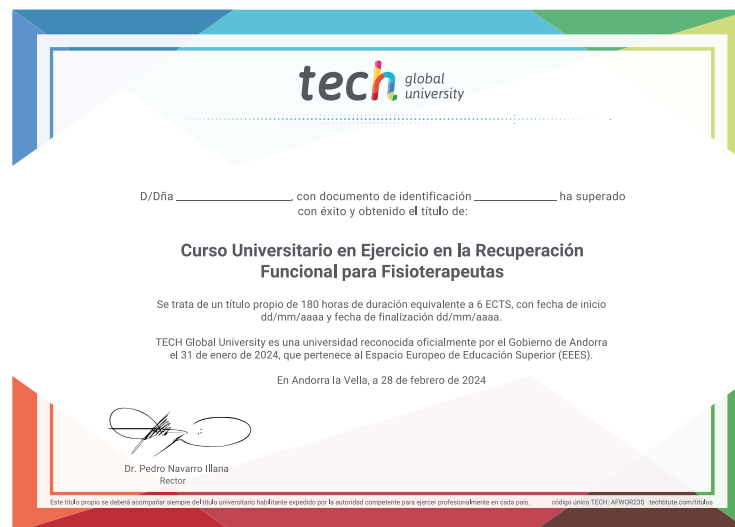 tech global
university
D/Dña ________________, con documento de identificación ____________ ha superado
con éxito y obtenido el título de:
Curso Universitario en Ejercicio en la Recuperación
Funcional para Fisioterapeutas
Se trata de un título propio de 180 horas de duración equivalente a 6 ECTS, con fecha de inicio
dd/mm/aaaa y fecha de finalización dd/mm/aaaa.
TECH Global University es una universidad reconocida oficialmente por el Gobierno de Andorra
el 31 de enero de 2024, que pertenece al Espacio Europeo de Educación Superior (EEES).
En Andorra la Vella, a 28 de febrero de 2024
Dr. Pedro Navarro Illana
Rector
Este título propio se deberá acompañar siempre del título universitario habilitante expedido por la autoridad competente para ejercer profesionalmente en cada país. código único TECH: AFWOR23S techtitute.com/titulos